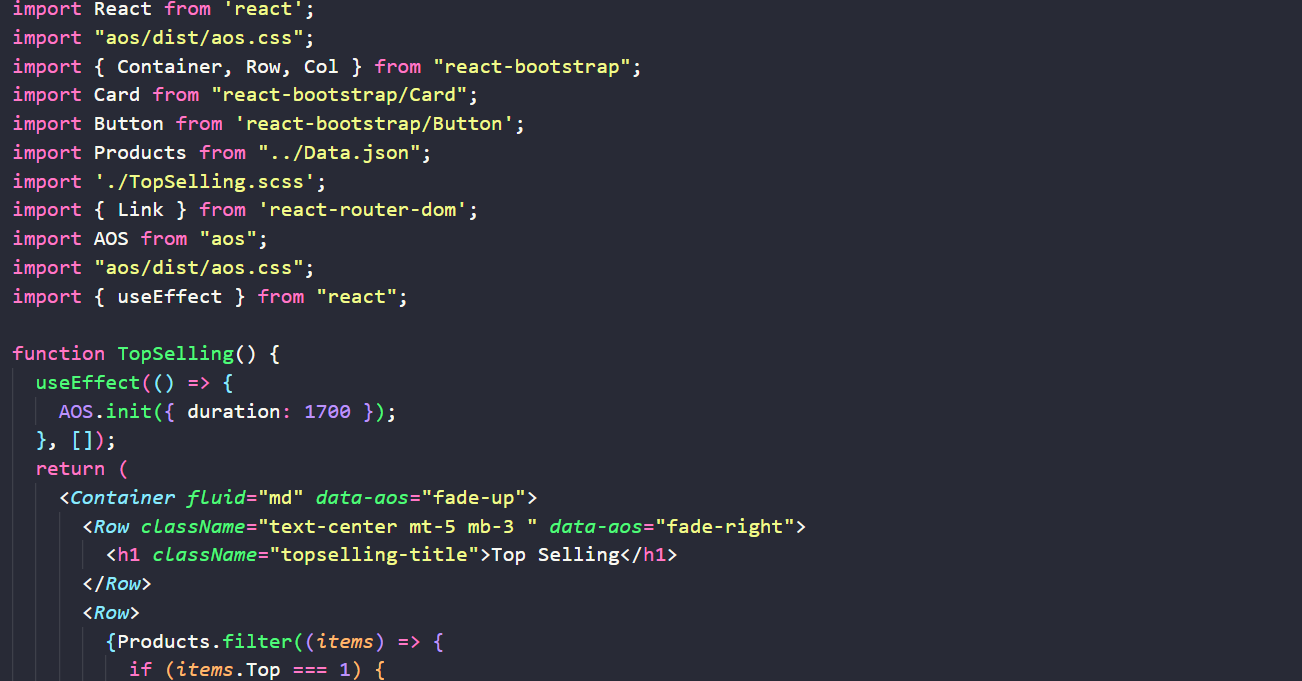 import React from 'react';
import "aos/dist/aos.css";
import { Container, Row, Col } from "react-bootstrap";
import Card from "react-bootstrap/Card";
import Button from 'react-bootstrap/Button';
import Products from "../Data.json";
import './TopSelling.scss';
import { Link } from 'react-router-dom';
import AOS from "aos";
import "aos/dist/aos.css";
import { useEffect } from "react";

function TopSelling() {
  useEffect(() => {
    AOS.init({ duration: 1700 });
  }, []);
  return (
    <Container fluid="md" data-aos="fade-up">
      <Row className="text-center mt-5 mb-3 " data-aos="fade-right">
        <h1 className="topselling-title">Top Selling</h1>
      </Row>
      <Row>
        {Products.filter((items) => {
          if (items.Top === 1) {